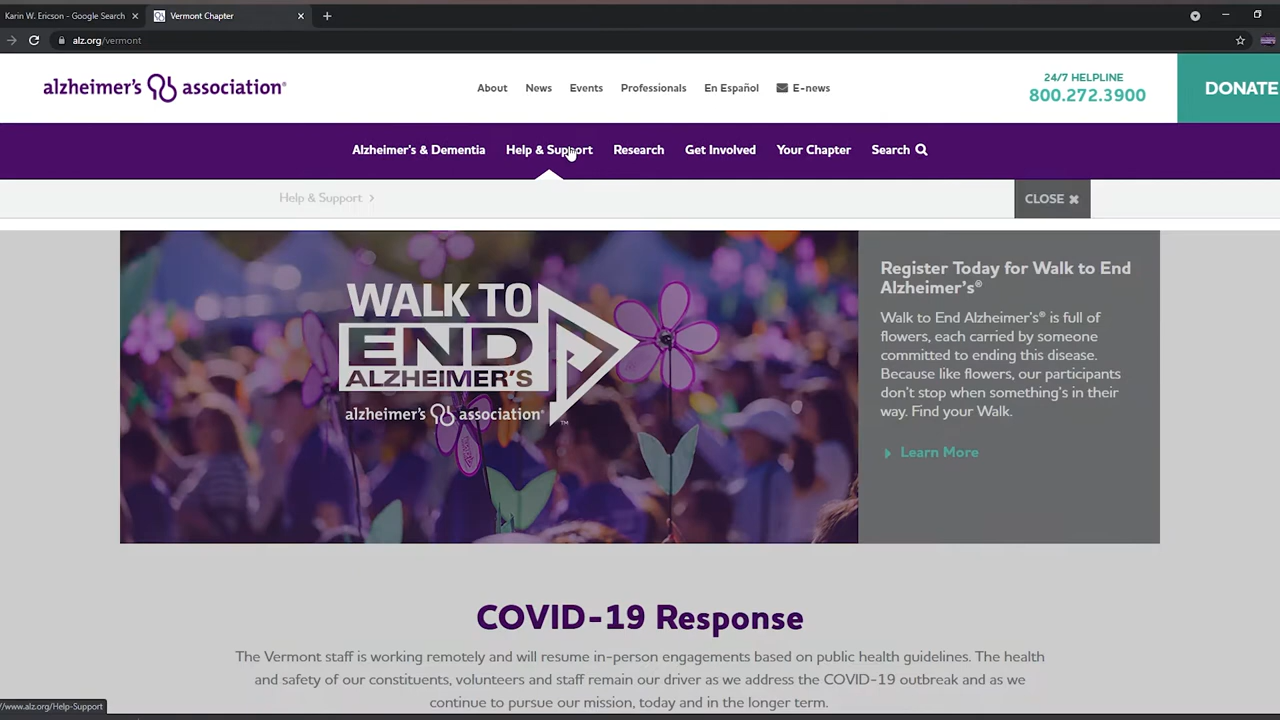 Karin W. Ericson - Google Search
Vermont Chapter
alz.org/vermont
alzheimer's association®
About
News
Events
Professionals
En Español
E-news
24/7 HELPLINE
800.272.3900
DONATE
Alzheimer's & Dementia
Help & Support
Research
Get Involved
Your Chapter
Search
Help & Support
CLOSE
WALK TO
END
ALZHEIMER'S
alzheimer's association®
™
Register Today for Walk to End
Alzheimer's®
Walk to End Alzheimer's® is full of
flowers, each carried by someone
committed to ending this disease.
Because like flowers, our participants
don't stop when something's in their
way. Find your Walk.
Learn More
COVID-19 Response
The Vermont staff is working remotely and will resume in-person engagements based on public health guidelines. The health
and safety of our constituents, volunteers and staff remain our driver as we address the COVID-19 outbreak and as we
continue to pursue our mission, today and in the longer term.
//www.alz.org/Help-Support